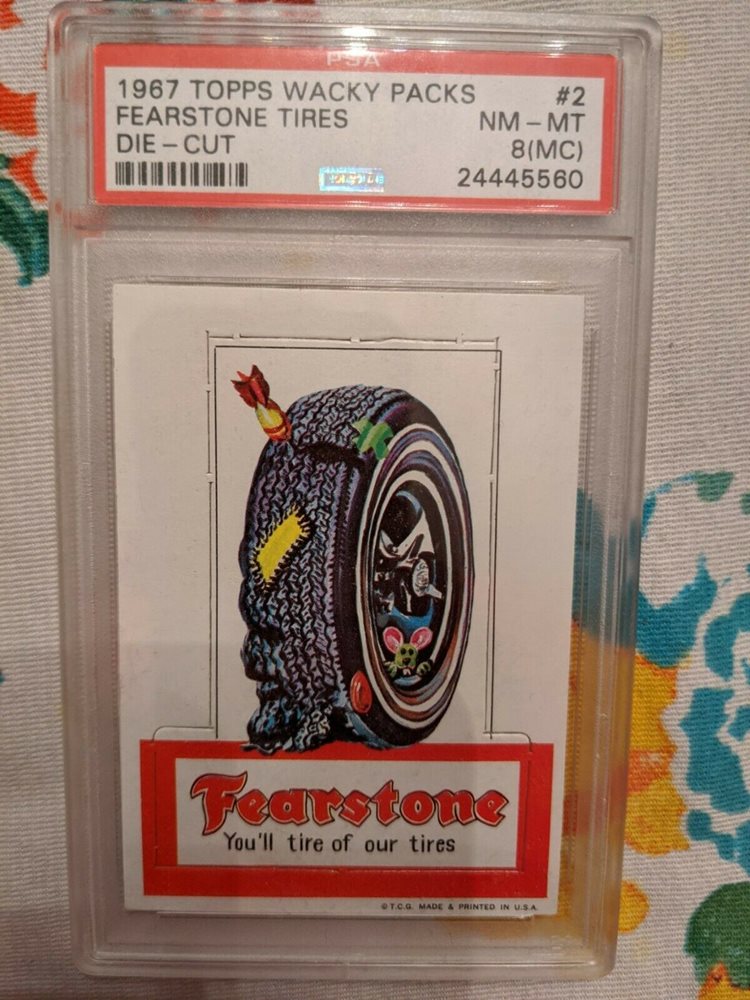 PSA
1967 TOPPS WACKY PACKS #2
FEARSTONE TIRES NM-MT
DIE-CUT 8(MC)
24445560
Fearstone
You'll tire of our tires
© T.C.G. MADE & PRINTED IN U.S.A.